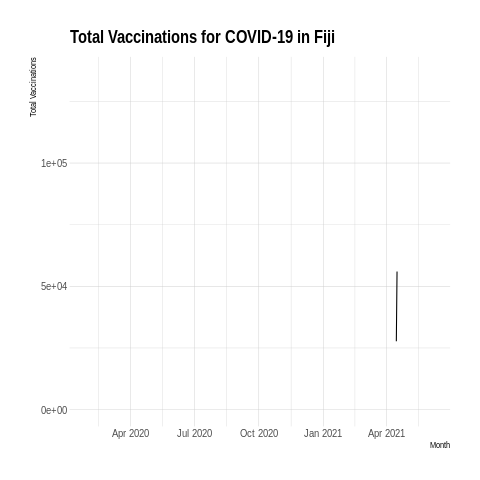 Total Vaccinations for COVID-19 in Fiji
Total Vaccinations
1e+05
5e+04
0e+00
Apr 2020 Jul 2020 Oct 2020 Jan 2021 Apr 2021
Month